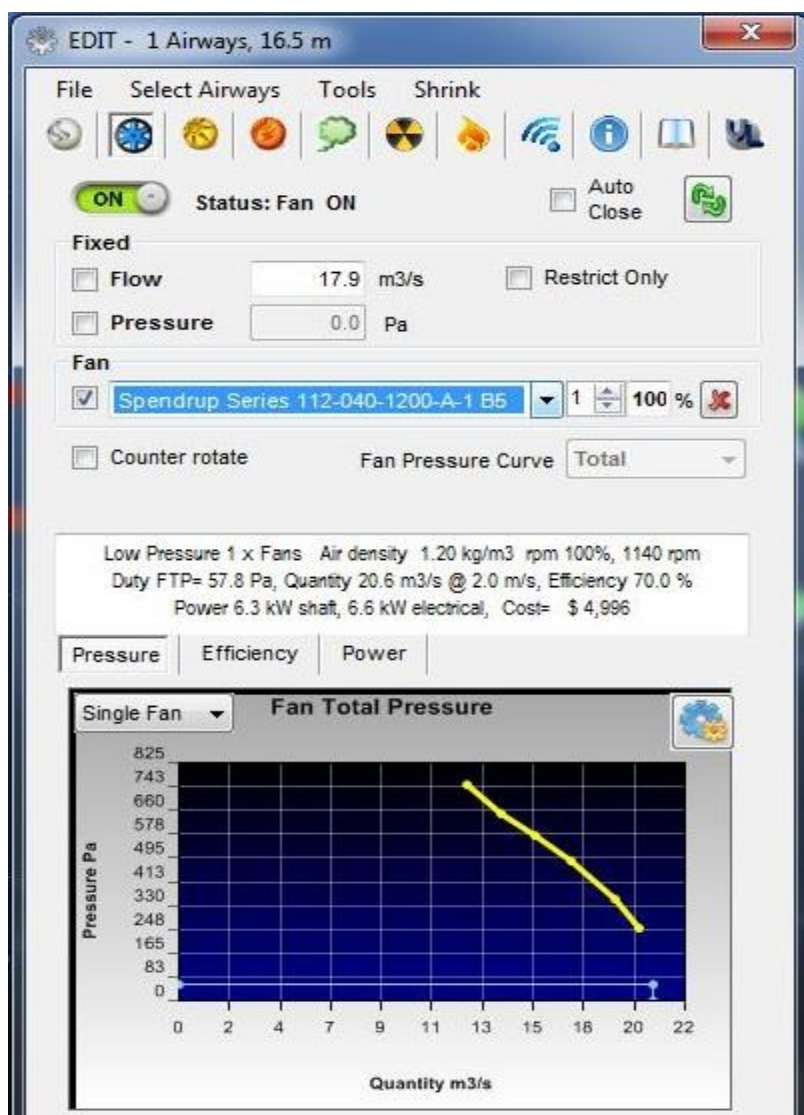 EDIT - 1 Airways, 16.5 m
File Select Airways Tools Shrink
ON Status: Fan ON Auto Close
Fixed
Flow 17.9 m3/s Restrict Only
Pressure 0.0 Pa
Fan
Spendrup Series 112-040-1200-A-1 B5 1 100 %
Counter rotate Fan Pressure Curve Total
Low Pressure 1 x Fans Air density 1.20 kg/m3 rpm 100%, 1140 rpm
Duty FTP= 57.8 Pa, Quantity 20.6 m3/s @ 2.0 m/s, Efficiency 70.0 %
Power 6.3 kW shaft, 6.6 kW electrical, Cost= $ 4,996
Pressure Efficiency Power
Single Fan Fan Total Pressure
825
743
660
578
495
413
330
248
165
83
0
Pressure Pa
0 2 4 7 9 11 13 15 18 20 22
Quantity m3/s